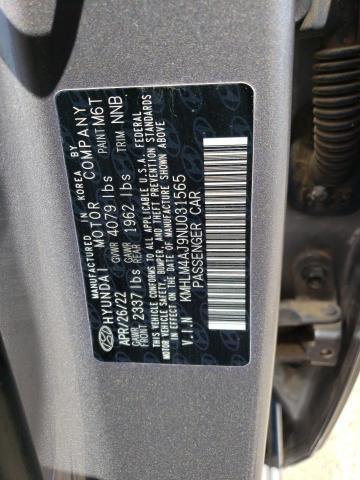 MFD. IN KOREA BY
HYUNDAI MOTOR COMPANY
APR/26/22 GVWR 4079 lbs PAINT M6T
GAWR FRONT 2337 lbs GAWR REAR 1962 lbs TRIM NNB
THIS VEHICLE CONFORMS TO ALL APPLICABLE U.S.A. FEDERAL
MOTOR VEHICLE SAFETY, BUMPER, AND THEFT PREVENTION STANDARDS
IN EFFECT ON THE DATE OF MANUFACTURE SHOWN ABOVE
V.I.N KMHLM4AJ9NU031565
PASSENGER CAR